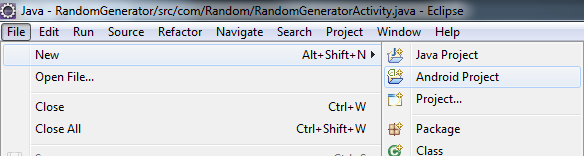 Java - RandomGenerator/src/com/Random/RandomGeneratorActivity.java - Eclipse
File Edit Run Source Refactor Navigate Search Project Window Help
New Alt+Shift+N
Java Project
Open File...
Android Project
Project...
Close Ctrl+W
Close All Ctrl+Shift+W
Package
Class